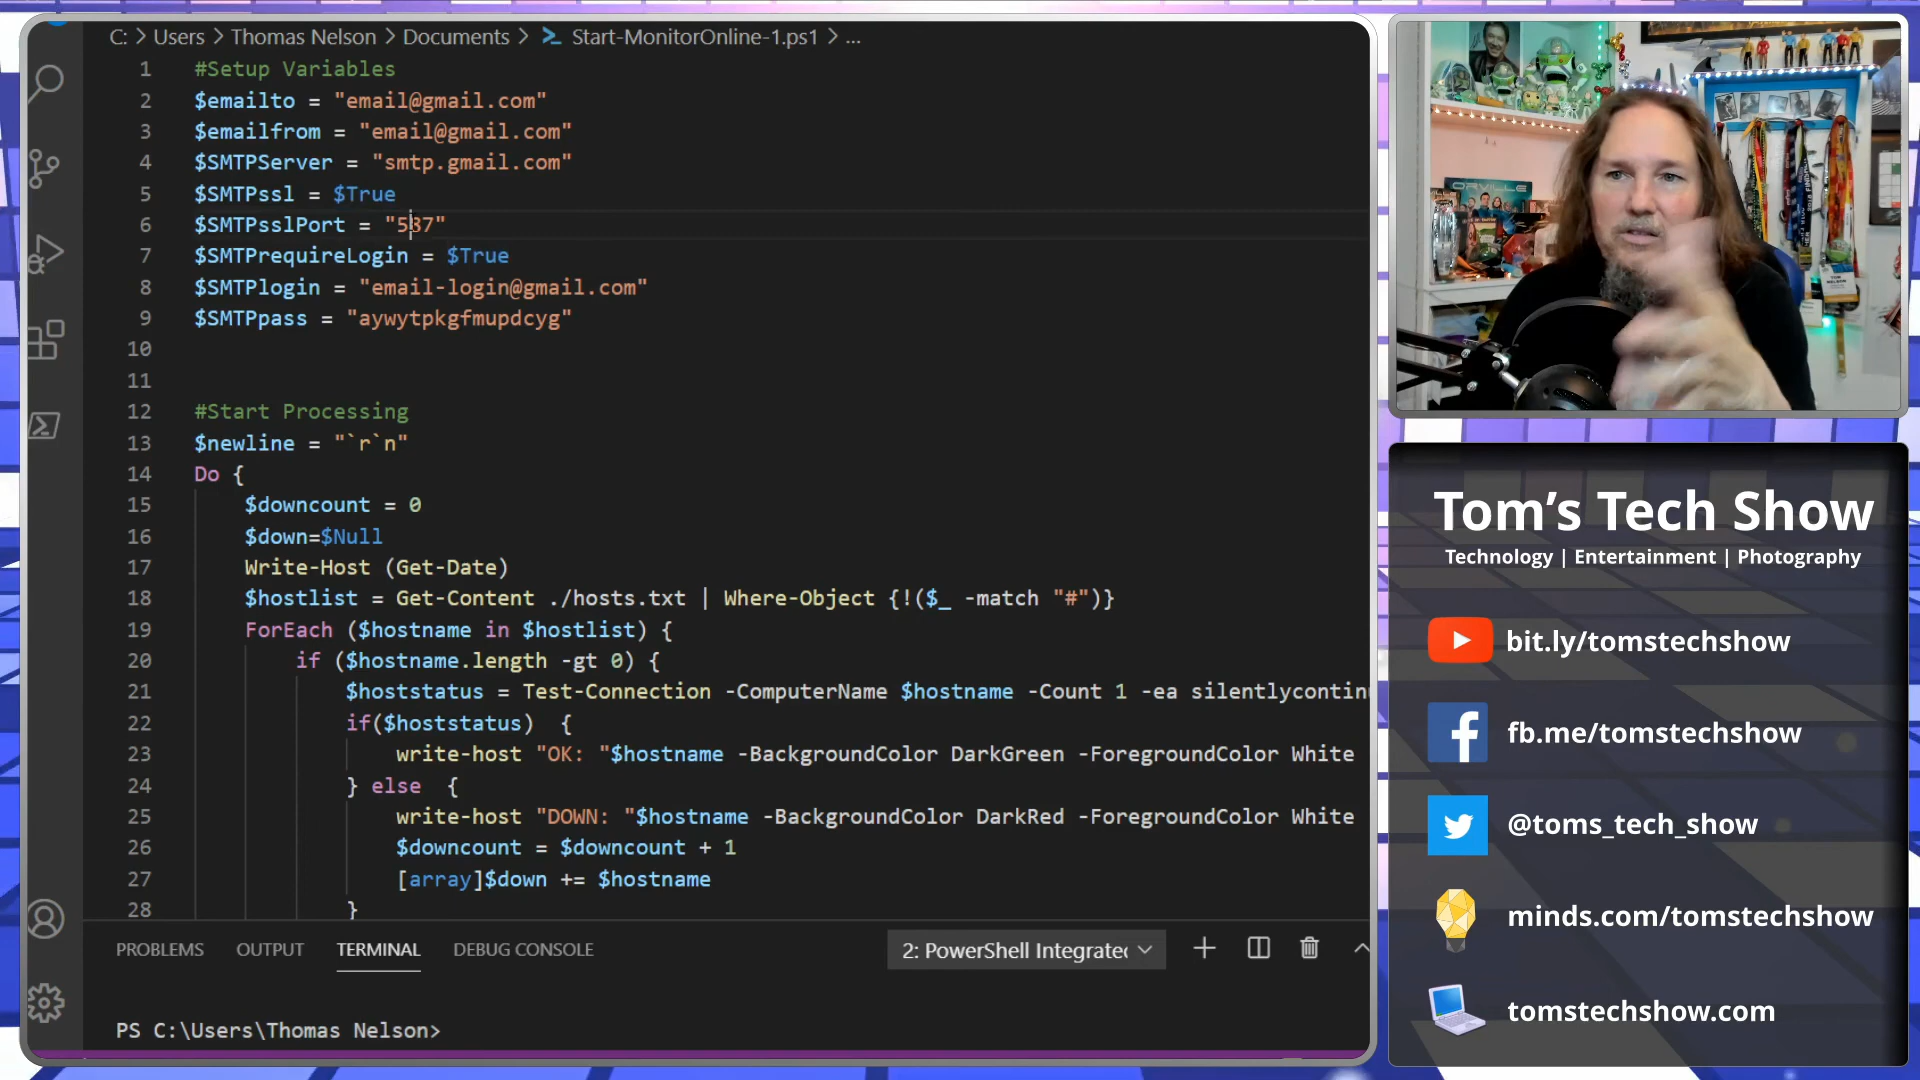 C: > Users > Thomas Nelson > Documents > Start-MonitorOnline-1.ps1 > ...
1 #Setup Variables
2 $emailto = "email@gmail.com"
3 $emailfrom = "email@gmail.com"
4 $SMTPServer = "smtp.gmail.com"
5 $SMTPssl = $True
6 $SMTPsslPort = "587"
7 $SMTPrequireLogin = $True
8 $SMTPlogin = "email-login@gmail.com"
9 $SMTPpass = "aywytpkgfmupdcyg"
10
11
12 #Start Processing
13 $newline = "`r`n"
14 Do {
15 $downcount = 0
16 $down=$Null
17 Write-Host (Get-Date)
18 $hostlist = Get-Content ./hosts.txt | Where-Object {!($_ -match "#")}
19 ForEach ($hostname in $hostlist) {
20 if ($hostname.length -gt 0) {
21 $hoststatus = Test-Connection -ComputerName $hostname -Count 1 -ea silentlycontinu
22 if($hoststatus) {
23 write-host "OK: "$hostname -BackgroundColor DarkGreen -ForegroundColor White
24 } else {
25 write-host "DOWN: "$hostname -BackgroundColor DarkRed -ForegroundColor White
26 $downcount = $downcount + 1
27 [array]$down += $hostname
28 }
PROBLEMS OUTPUT TERMINAL DEBUG CONSOLE 2: PowerShell Integrate
PS C:\Users\Thomas Nelson>
ORVILLE
Tom's Tech Show
Technology | Entertainment | Photography
bit.ly/tomstechshow
fb.me/tomstechshow
@toms_tech_show
minds.com/tomstechshow
tomstechshow.com